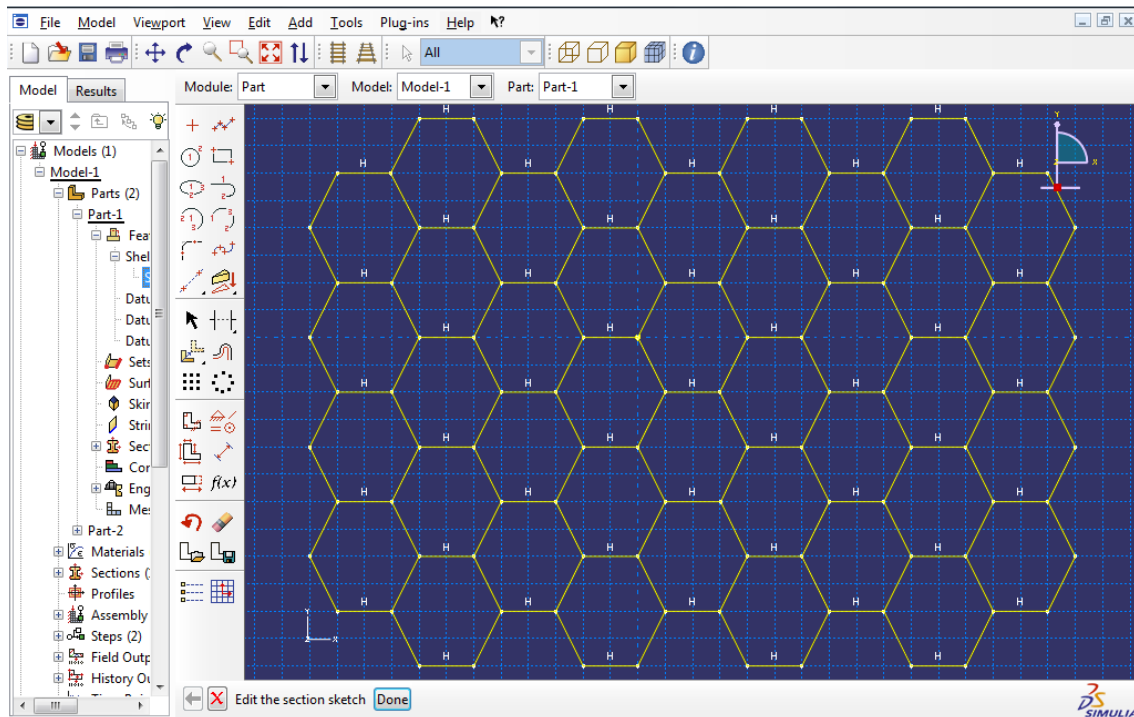 File Model Viewport View Edit Add Tools Plug-ins Help
All
Model Results
Module: Part Model: Model-1 Part: Part-1
Models (1)
Model-1
Parts (2)
Part-1
Feat
Shel
S
Datu
Datu
Datu
Sets
Surf
Skin
Strin
Sect
Con
Eng
Mes
Part-2
Materials
Sections (
Profiles
Assembly
Steps (2)
Field Outp
History Ou
f(x)
H H H H
H H H H H
H H H H
H H H H H
H H H H
H H H H H
H H H H
H H H H H
H H H H
H H H H H
H H H H
Y
X
Z
Y
X
Z
Edit the section sketch Done
SIMULIA